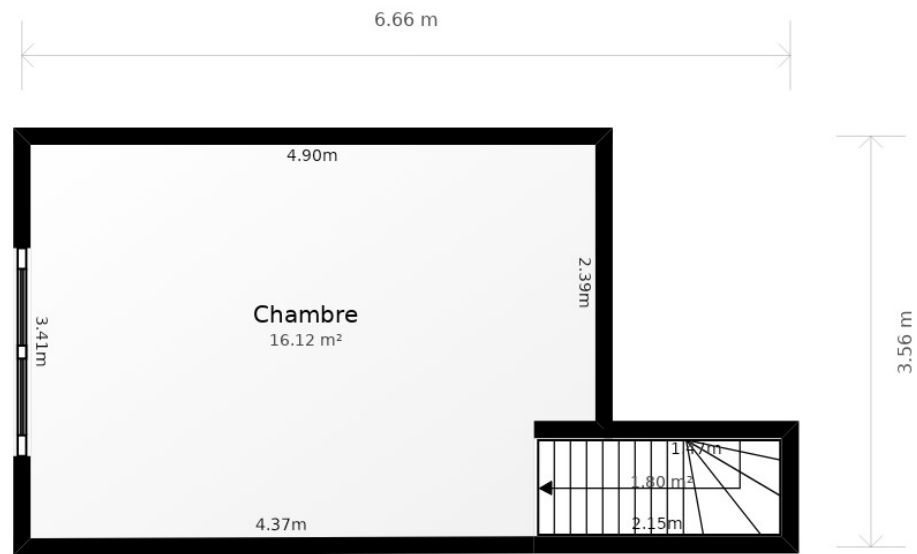 6.66 m
4.90m
2.39m
3.56 m
Chambre
16.12 m²
3.41m
1.47m
1.80 m²
4.37m
2.15m